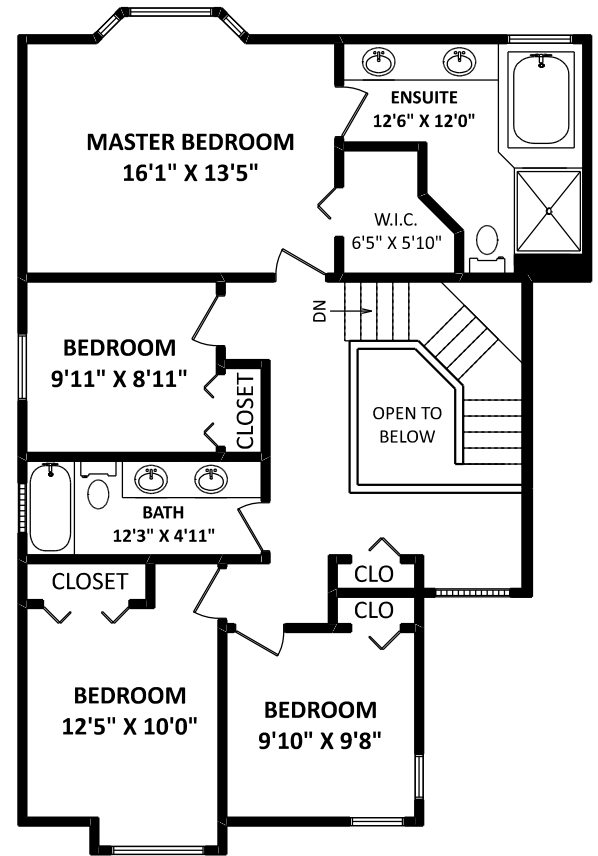 MASTER BEDROOM
16'1" X 13'5"
ENSUITE
12'6" X 12'0"
W.I.C.
6'5" X 5'10"
DN
BEDROOM
9'11" X 8'11"
CLOSET
OPEN TO
BELOW
BATH
12'3" X 4'11"
CLOSET
CLO
CLO
BEDROOM
12'5" X 10'0"
BEDROOM
9'10" X 9'8"